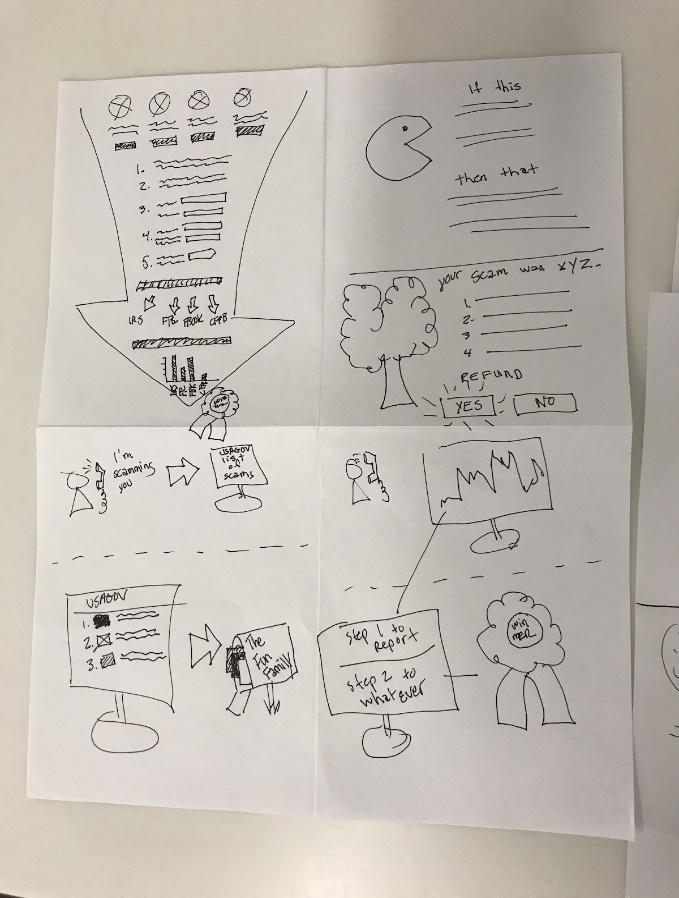 1.
2.
3.
4.
5.
IRS FTC FBOOK CFPB
If this
then that
your scam was xyz.
1.
2.
3
4
REFUND
YES NO
I'm
scamming
you
USAGOV
list
of
scams
USAGOV
1.
2.
3.
The
Fun
Family
step 1 to
report
step 2 to
whatever
WIN
NER